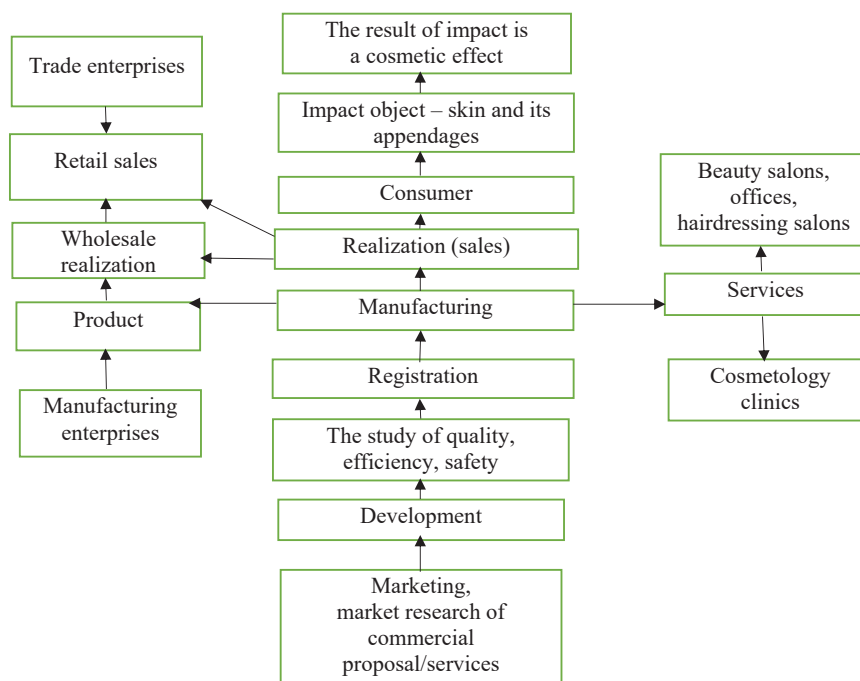 The result of impact is
a cosmetic effect
Trade enterprises
Impact object – skin and its
appendages
Retail sales
Consumer
Beauty salons,
offices,
hairdressing salons
Wholesale
realization
Realization (sales)
Product
Manufacturing
Services
Registration
Manufacturing
enterprises
Cosmetology
clinics
The study of quality,
efficiency, safety
Development
Marketing,
market research of
commercial
proposal/services